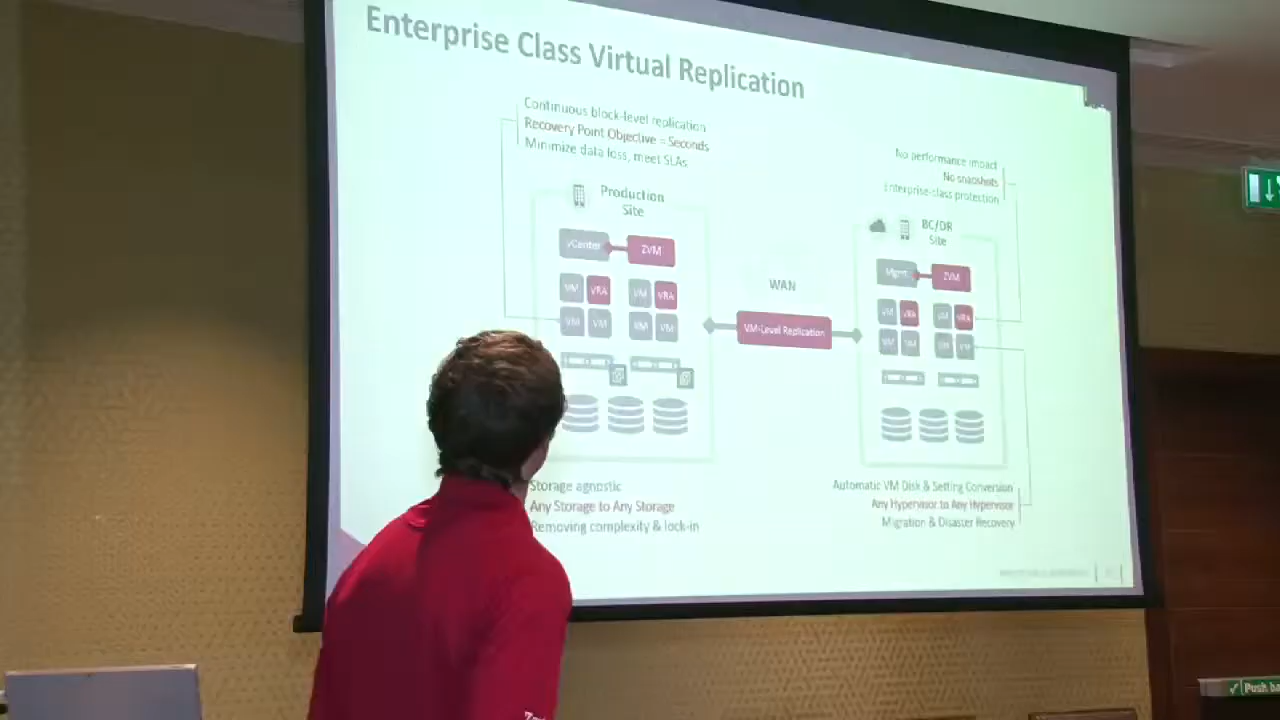 Enterprise Class Virtual Replication
Continuous block-level replication
Recovery Point Objective = Seconds
Minimize data loss, meet SLAs
No performance impact
No snapshots
Enterprise-class protection
Production
Site
BC/DR
Site
vCenter
ZVM
Mgmt
ZVM
WAN
VM VRA VM VRA
VM VM VM VM
VM-Level Replication
VM VRA VM VRA
VM VM VM VM
Storage agnostic
Any Storage to Any Storage
Removing complexity & lock-in
Automatic VM Disk & Setting Conversion
Any Hypervisor to Any Hypervisor
Migration & Disaster Recovery
Push